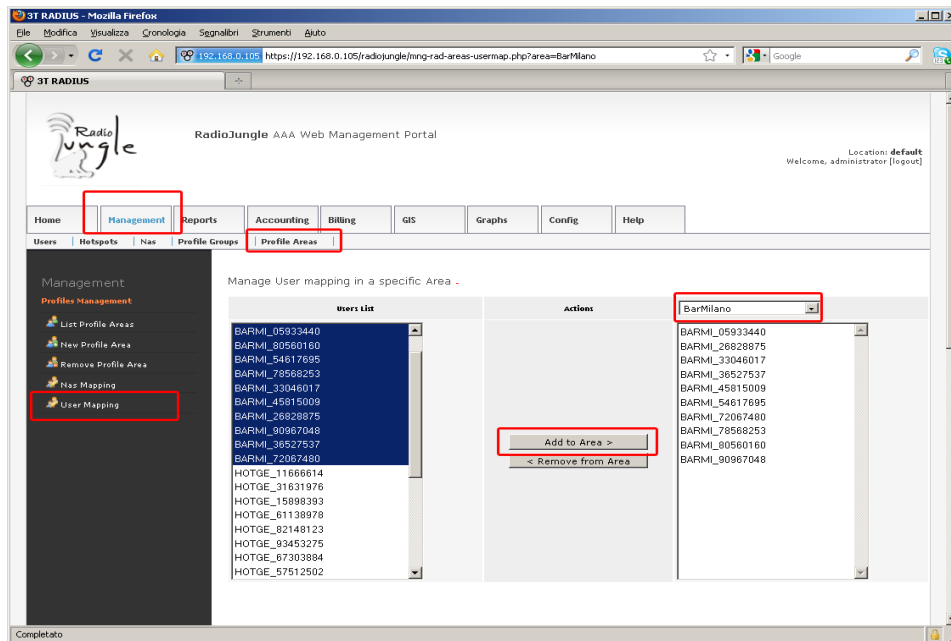 3T RADIUS - Mozilla Firefox
File Modifica Visualizza Cronologia Segnalibri Strumenti Aiuto
192.168.0.105 https://192.168.0.105/radiojungle/mng-rad-areas-usermap.php?area=BarMilano
Google
3T RADIUS
Radio Jungle
RadioJungle AAA Web Management Portal
Location: default
Welcome, administrator [logout]
Home Management Reports Accounting Billing GIS Graphs Config Help
Users | Hotspots | Nas | Profile Groups | Profile Areas |
Management
Profiles Management
List Profile Areas
New Profile Area
Remove Profile Area
Nas Mapping
User Mapping
Manage User mapping in a specific Area .
Users List
Actions
BarMilano
BARMI_05933440
BARMI_80560160
BARMI_54617695
BARMI_78568253
BARMI_33046017
BARMI_45815009
BARMI_26828875
BARMI_90967048
BARMI_36527537
BARMI_72067480
HOTGE_11666614
HOTGE_31631976
HOTGE_15898393
HOTGE_61138978
HOTGE_82148123
HOTGE_93453275
HOTGE_67303884
HOTGE_57512502
Add to Area >
< Remove from Area
BARMI_05933440
BARMI_26828875
BARMI_33046017
BARMI_36527537
BARMI_45815009
BARMI_54617695
BARMI_72067480
BARMI_78568253
BARMI_80560160
BARMI_90967048
Completato